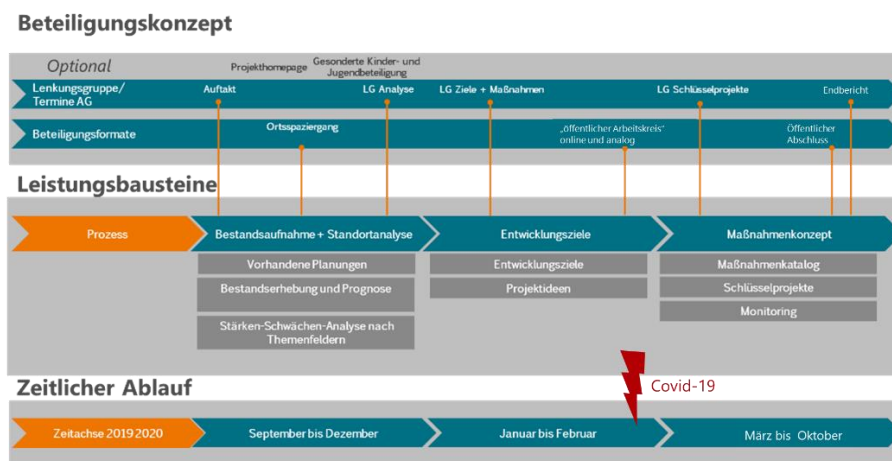 Beteiligungskonzept
Optional
Projekthomepage
Gesonderte Kinder- und
Jugendbeteiligung
Lenkungsgruppe/
Termine AG
Auftakt
LG Analyse
LG Ziele + Maßnahmen
LG Schlüsselprojekte
Endbericht
Beteiligungsformate
Ortsspaziergang
„öffentlicher Arbeitskreis“
online und analog
Öffentlicher
Abschluss
Leistungsbausteine
Prozess
Bestandsaufnahme + Standortanalyse
Entwicklungsziele
Maßnahmenkonzept
Vorhandene Planungen
Entwicklungsziele
Maßnahmenkatalog
Bestandserhebung und Prognose
Projektideen
Schlüsselprojekte
Monitoring
Stärken-Schwächen-Analyse nach
Themenfeldern
Covid-19
Zeitlicher Ablauf
Zeitachse 2019 2020
September bis Dezember
Januar bis Februar
März bis Oktober